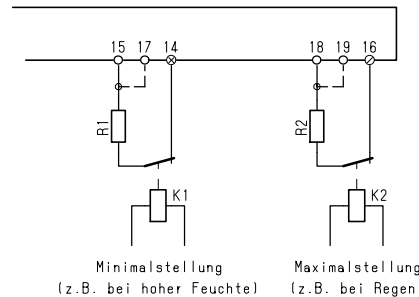 15 17 14 18 19 16
R1 R2
K1 K2
Minimalstellung Maximalstellung
(z.B. bei hoher Feuchte) (z.B. bei Regen)